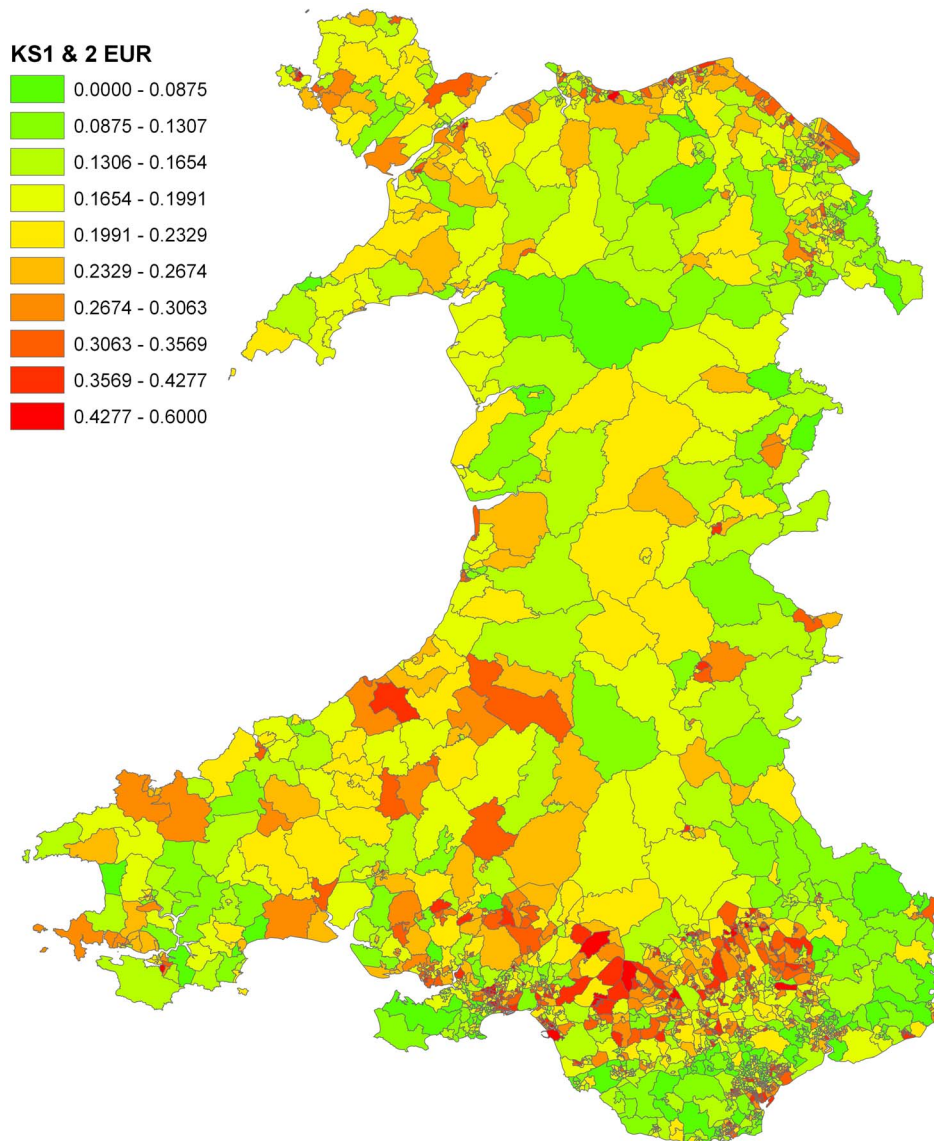 KS1 & 2 EUR
0.0000 - 0.0875
0.0875 - 0.1307
0.1306 - 0.1654
0.1654 - 0.1991
0.1991 - 0.2329
0.2329 - 0.2674
0.2674 - 0.3063
0.3063 - 0.3569
0.3569 - 0.4277
0.4277 - 0.6000